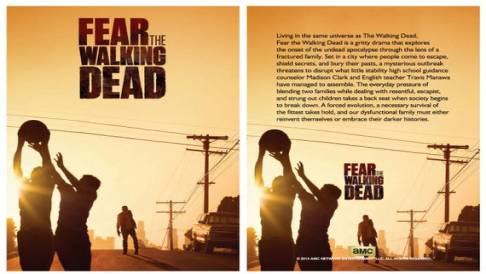 FEAR THE
WALKING
DEAD
Living in the same universe as The Walking Dead,
Fear the Walking Dead is a gritty drama that explores
the onset of the undead apocalypse through the lens of a
fractured family. Set in a city where people come to escape,
shield secrets, and bury their pasts, a mysterious outbreak
threatens to disrupt what little stability high school guidance
counselor Madison Clark and English teacher Travis Manawa
have managed to assemble. The everyday pressure of
blending two families while dealing with resentful, escapist,
and strung out children takes a back seat when society begins
to break down. A forced evolution, a necessary survival of
the fittest takes hold, and our dysfunctional family must either
reinvent themselves or embrace their darker histories.
FEAR THE
WALKING
DEAD
amc